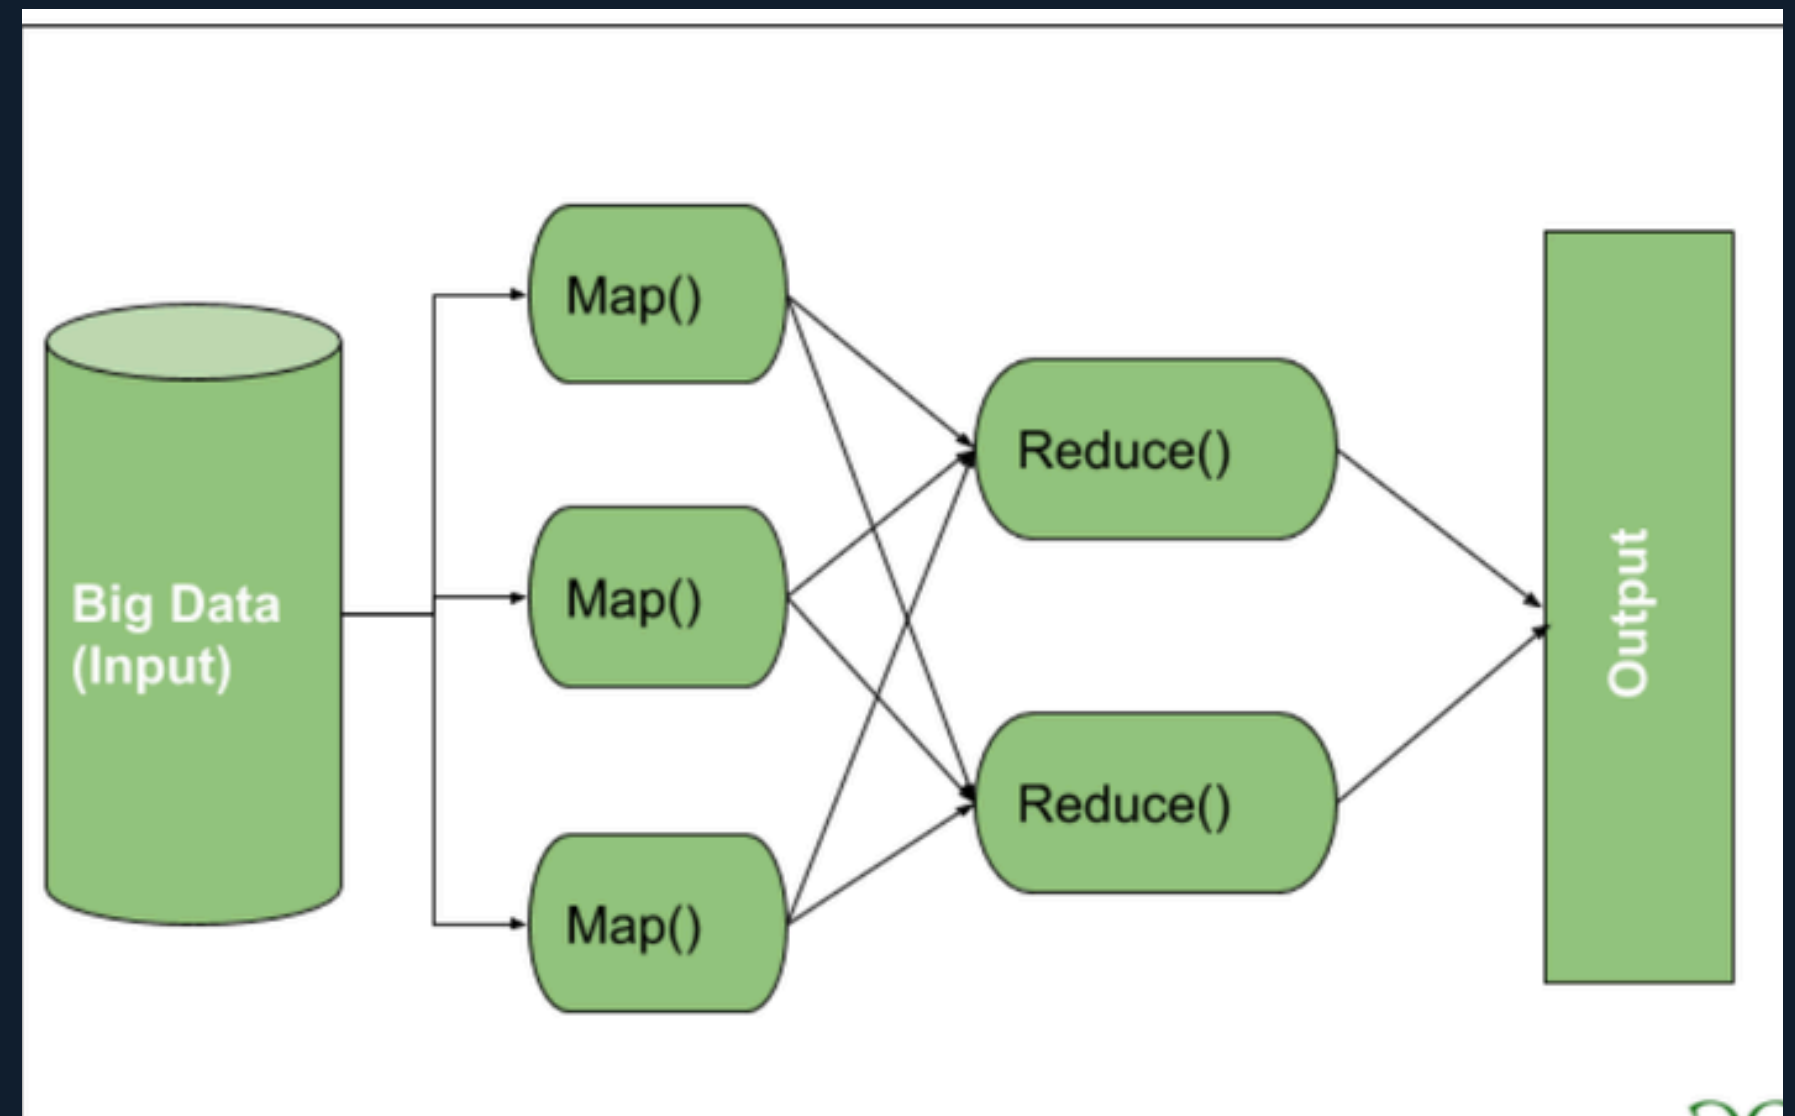 Big Data
(Input)
Map()
Map()
Map()
Reduce()
Reduce()
Output